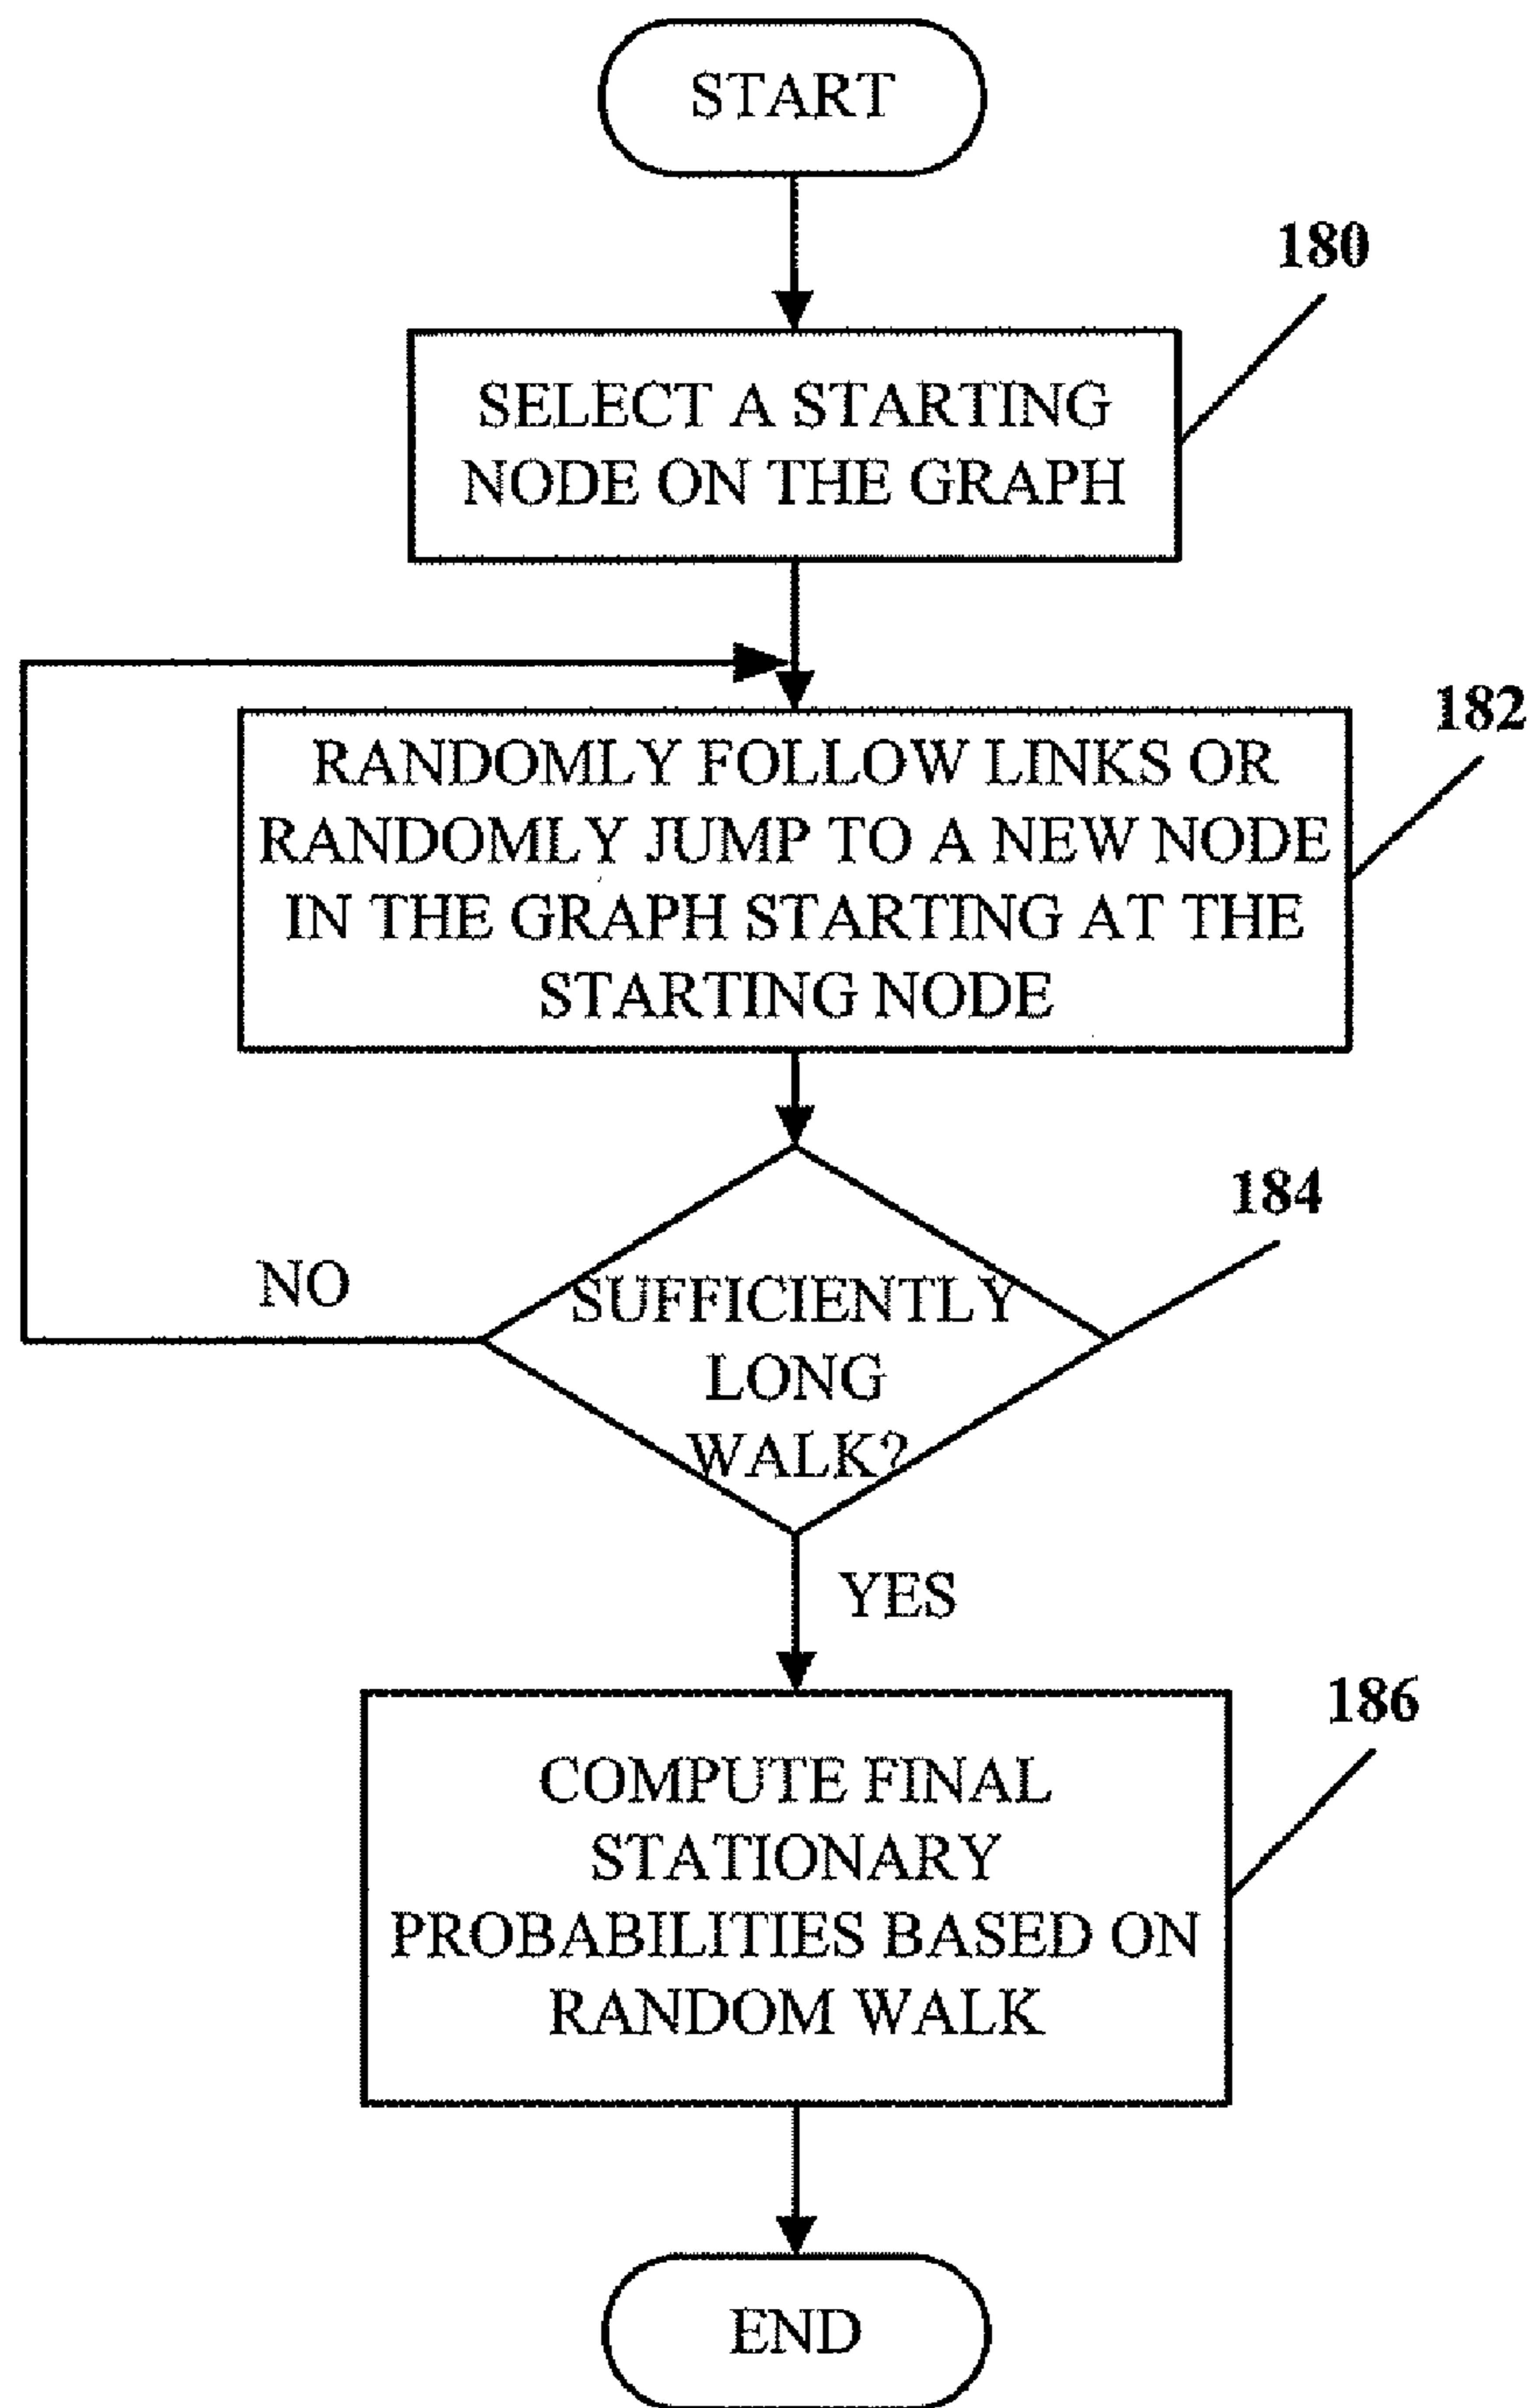 START
180
SELECT A STARTING
NODE ON THE GRAPH
182
RANDOMLY FOLLOW LINKS OR
RANDOMLY JUMP TO A NEW NODE
IN THE GRAPH STARTING AT THE
STARTING NODE
184
NO
SUFFICIENTLY
LONG
WALK?
YES
186
COMPUTE FINAL
STATIONARY
PROBABILITIES BASED ON
RANDOM WALK
END